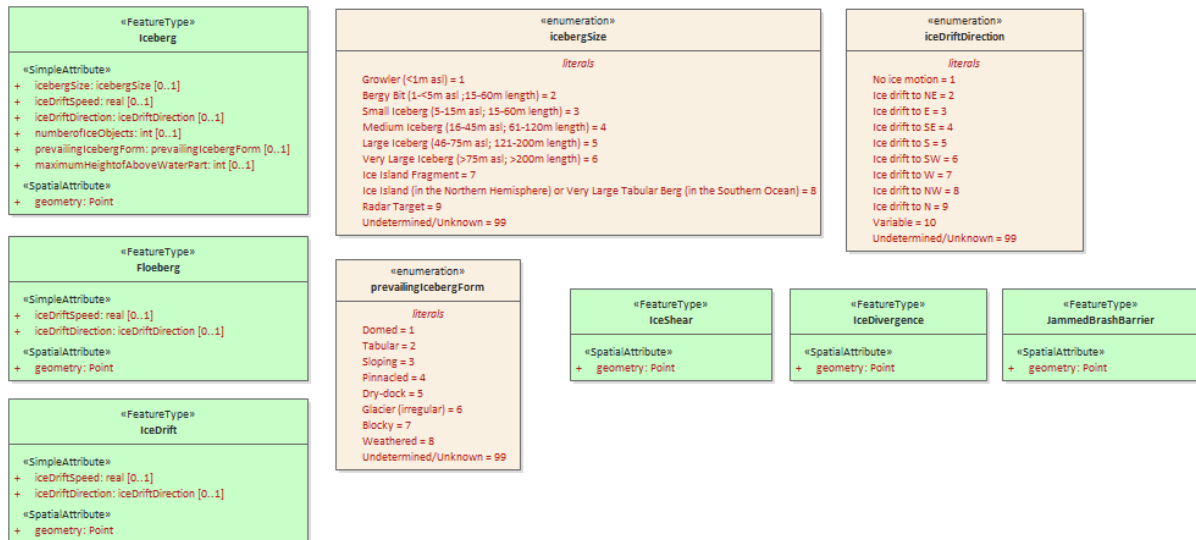 «FeatureType»
Iceberg
«SimpleAttribute»
+ icebergSize: icebergSize [0..1]
+ iceDriftSpeed: real [0..1]
+ iceDriftDirection: iceDriftDirection [0..1]
+ numberofIceObjects: int [0..1]
+ prevailingIcebergForm: prevailingIcebergForm [0..1]
+ maximumHeightofAboveWaterPart: int [0..1]
«SpatialAttribute»
+ geometry: Point
«enumeration»
icebergSize
literals
Growler (<1m asl) = 1
Bergy Bit (1-<5m asl ;15-60m length) = 2
Small Iceberg (5-15m asl; 15-60m length) = 3
Medium Iceberg (16-45m asl; 61-120m length) = 4
Large Iceberg (46-75m asl; 121-200m length) = 5
Very Large Iceberg (>75m asl; >200m length) = 6
Ice Island Fragment = 7
Ice Island (in the Northern Hemisphere) or Very Large Tabular Berg (in the Southern Ocean) = 8
Radar Target = 9
Undetermined/Unknown = 99
«enumeration»
iceDriftDirection
literals
No ice motion = 1
Ice drift to NE = 2
Ice drift to E = 3
Ice drift to SE = 4
Ice drift to S = 5
Ice drift to SW = 6
Ice drift to W = 7
Ice drift to NW = 8
Ice drift to N = 9
Variable = 10
Undetermined/Unknown = 99
«FeatureType»
Floeberg
«SimpleAttribute»
+ iceDriftSpeed: real [0..1]
+ iceDriftDirection: iceDriftDirection [0..1]
«SpatialAttribute»
+ geometry: Point
«enumeration»
prevailingIcebergForm
literals
Domed = 1
Tabular = 2
Sloping = 3
Pinnacled = 4
Dry-dock = 5
Glacier (irregular) = 6
Blocky = 7
Weathered = 8
Undetermined/Unknown = 99
«FeatureType»
IceShear
«SpatialAttribute»
+ geometry: Point
«FeatureType»
IceDivergence
«SpatialAttribute»
+ geometry: Point
«FeatureType»
JammedBrashBarrier
«SpatialAttribute»
+ geometry: Point
«FeatureType»
IceDrift
«SimpleAttribute»
+ iceDriftSpeed: real [0..1]
+ iceDriftDirection: iceDriftDirection [0..1]
«SpatialAttribute»
+ geometry: Point